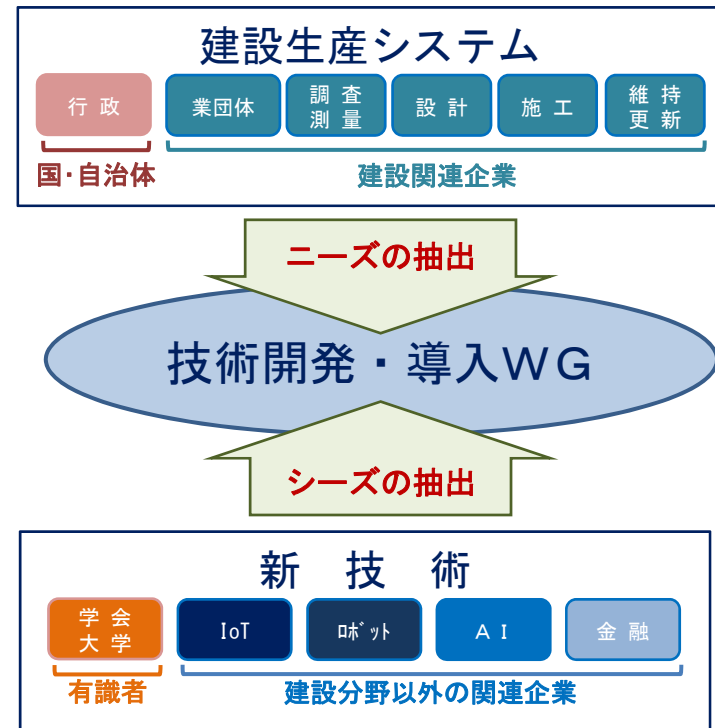 建設生産システム
行 政
業団体
調 査
測 量
設 計
施 工
維 持
更 新
国・自治体
建設関連企業
ニーズの抽出
技術開発・導入WG
シーズの抽出
新 技 術
学 会
大 学
IoT
ﾛﾎﾞｯﾄ
A I
金 融
有識者
建設分野以外の関連企業